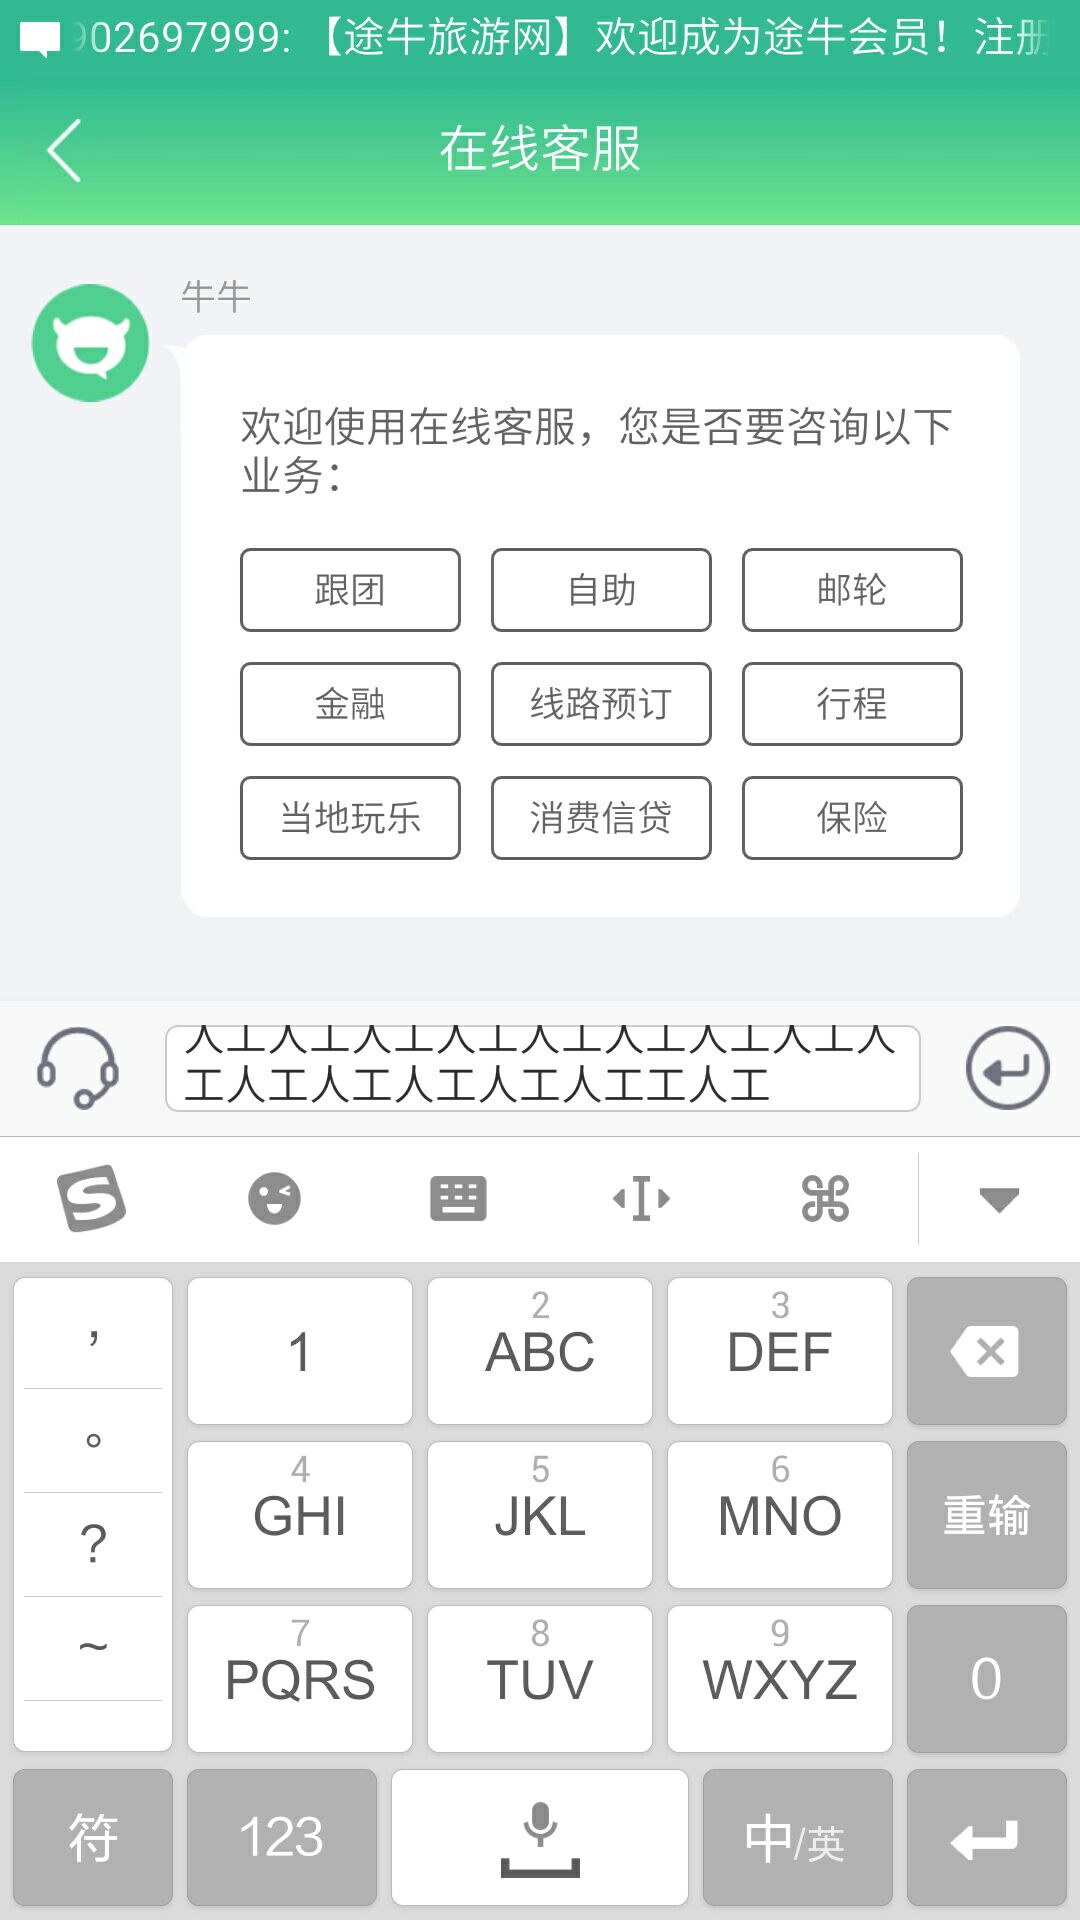 902697999: 【途牛旅游网】欢迎成为途牛会员！注册
在线客服
牛牛
欢迎使用在线客服，您是否要咨询以下
业务：
跟团 自助 邮轮
金融 线路预订 行程
当地玩乐 消费信贷 保险
人工人工人工人工人工人工人工人工人
工人工人工人工人工人工工人工
，
。
?
~
1
2
ABC
3
DEF
4
GHI
5
JKL
6
MNO
重输
7
PQRS
8
TUV
9
WXYZ
0
符 123 中/英